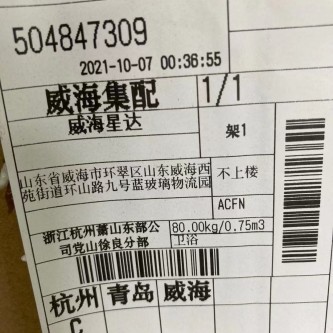 504847309
2021-10-07 00:36:55
威海集配 1/1
威海星达
架1
山东省威海市环翠区山东威海西
苑街道环山路九号蓝玻璃物流园
不上楼
ACFN
浙江杭州萧山东部公
司党山徐良分部
80.00kg/0.75m3
卫浴
杭州 青岛 威海
C